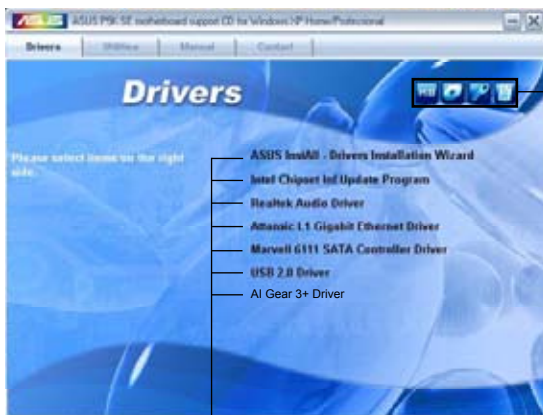 ASUS P5K SE motherboard support CD for Windows XP Home/Professional
Drivers Utilities Manual Contact
Drivers
Please select items on the right side.
ASUS InstAll - Drivers Installation Wizard
Intel Chipset Inf Update Program
Realtek Audio Driver
Attansic L1 Gigabit Ethernet Driver
Marvell 6111 SATA Controller Driver
USB 2.0 Driver
AI Gear 3+ Driver